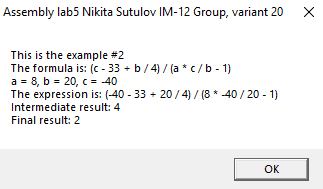 Assembly lab5 Nikita Sutulov IM-12 Group, variant 20
This is the example #2
The formula is: (c - 33 + b / 4) / (a * c / b - 1)
a = 8, b = 20, c = -40
The expression is: (-40 - 33 + 20 / 4) / (8 * -40 / 20 - 1)
Intermediate result: 4
Final result: 2
OK